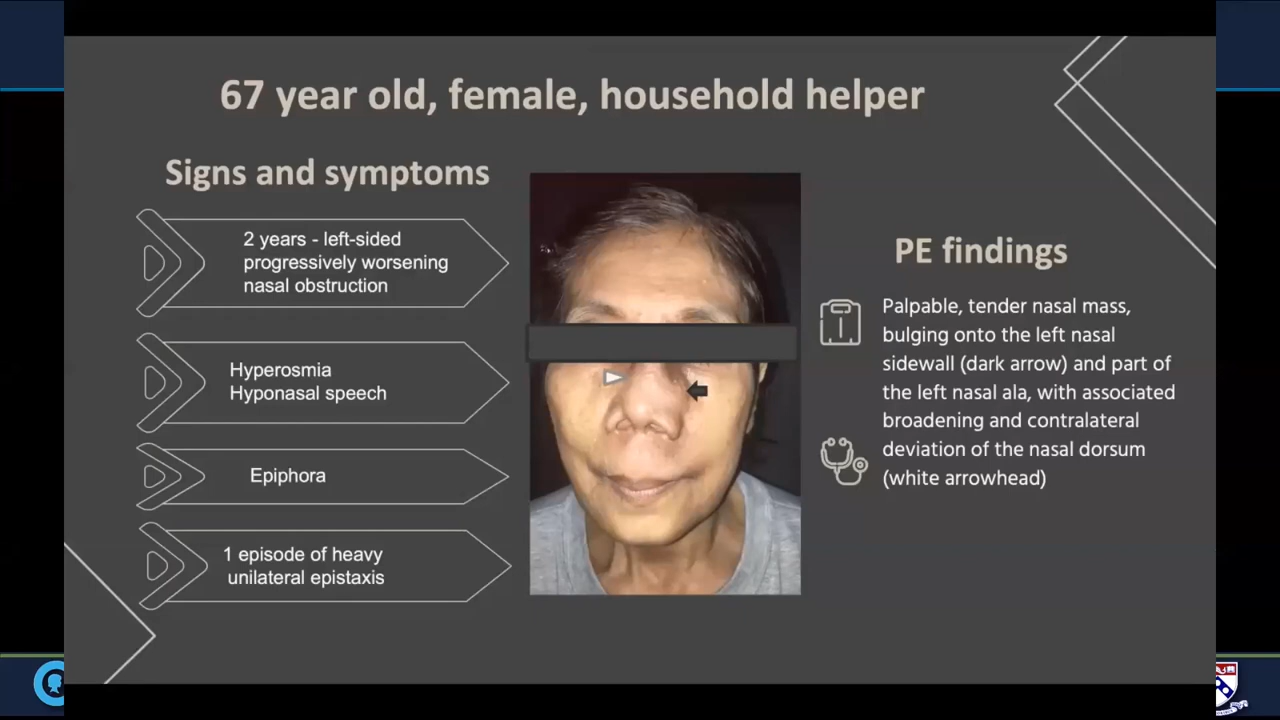 67 year old, female, household helper
Signs and symptoms
2 years - left-sided
progressively worsening
nasal obstruction
Hyperosmia
Hyponasal speech
Epiphora
1 episode of heavy
unilateral epistaxis
PE findings
Palpable, tender nasal mass,
bulging onto the left nasal
sidewall (dark arrow) and part of
the left nasal ala, with associated
broadening and contralateral
deviation of the nasal dorsum
(white arrowhead)